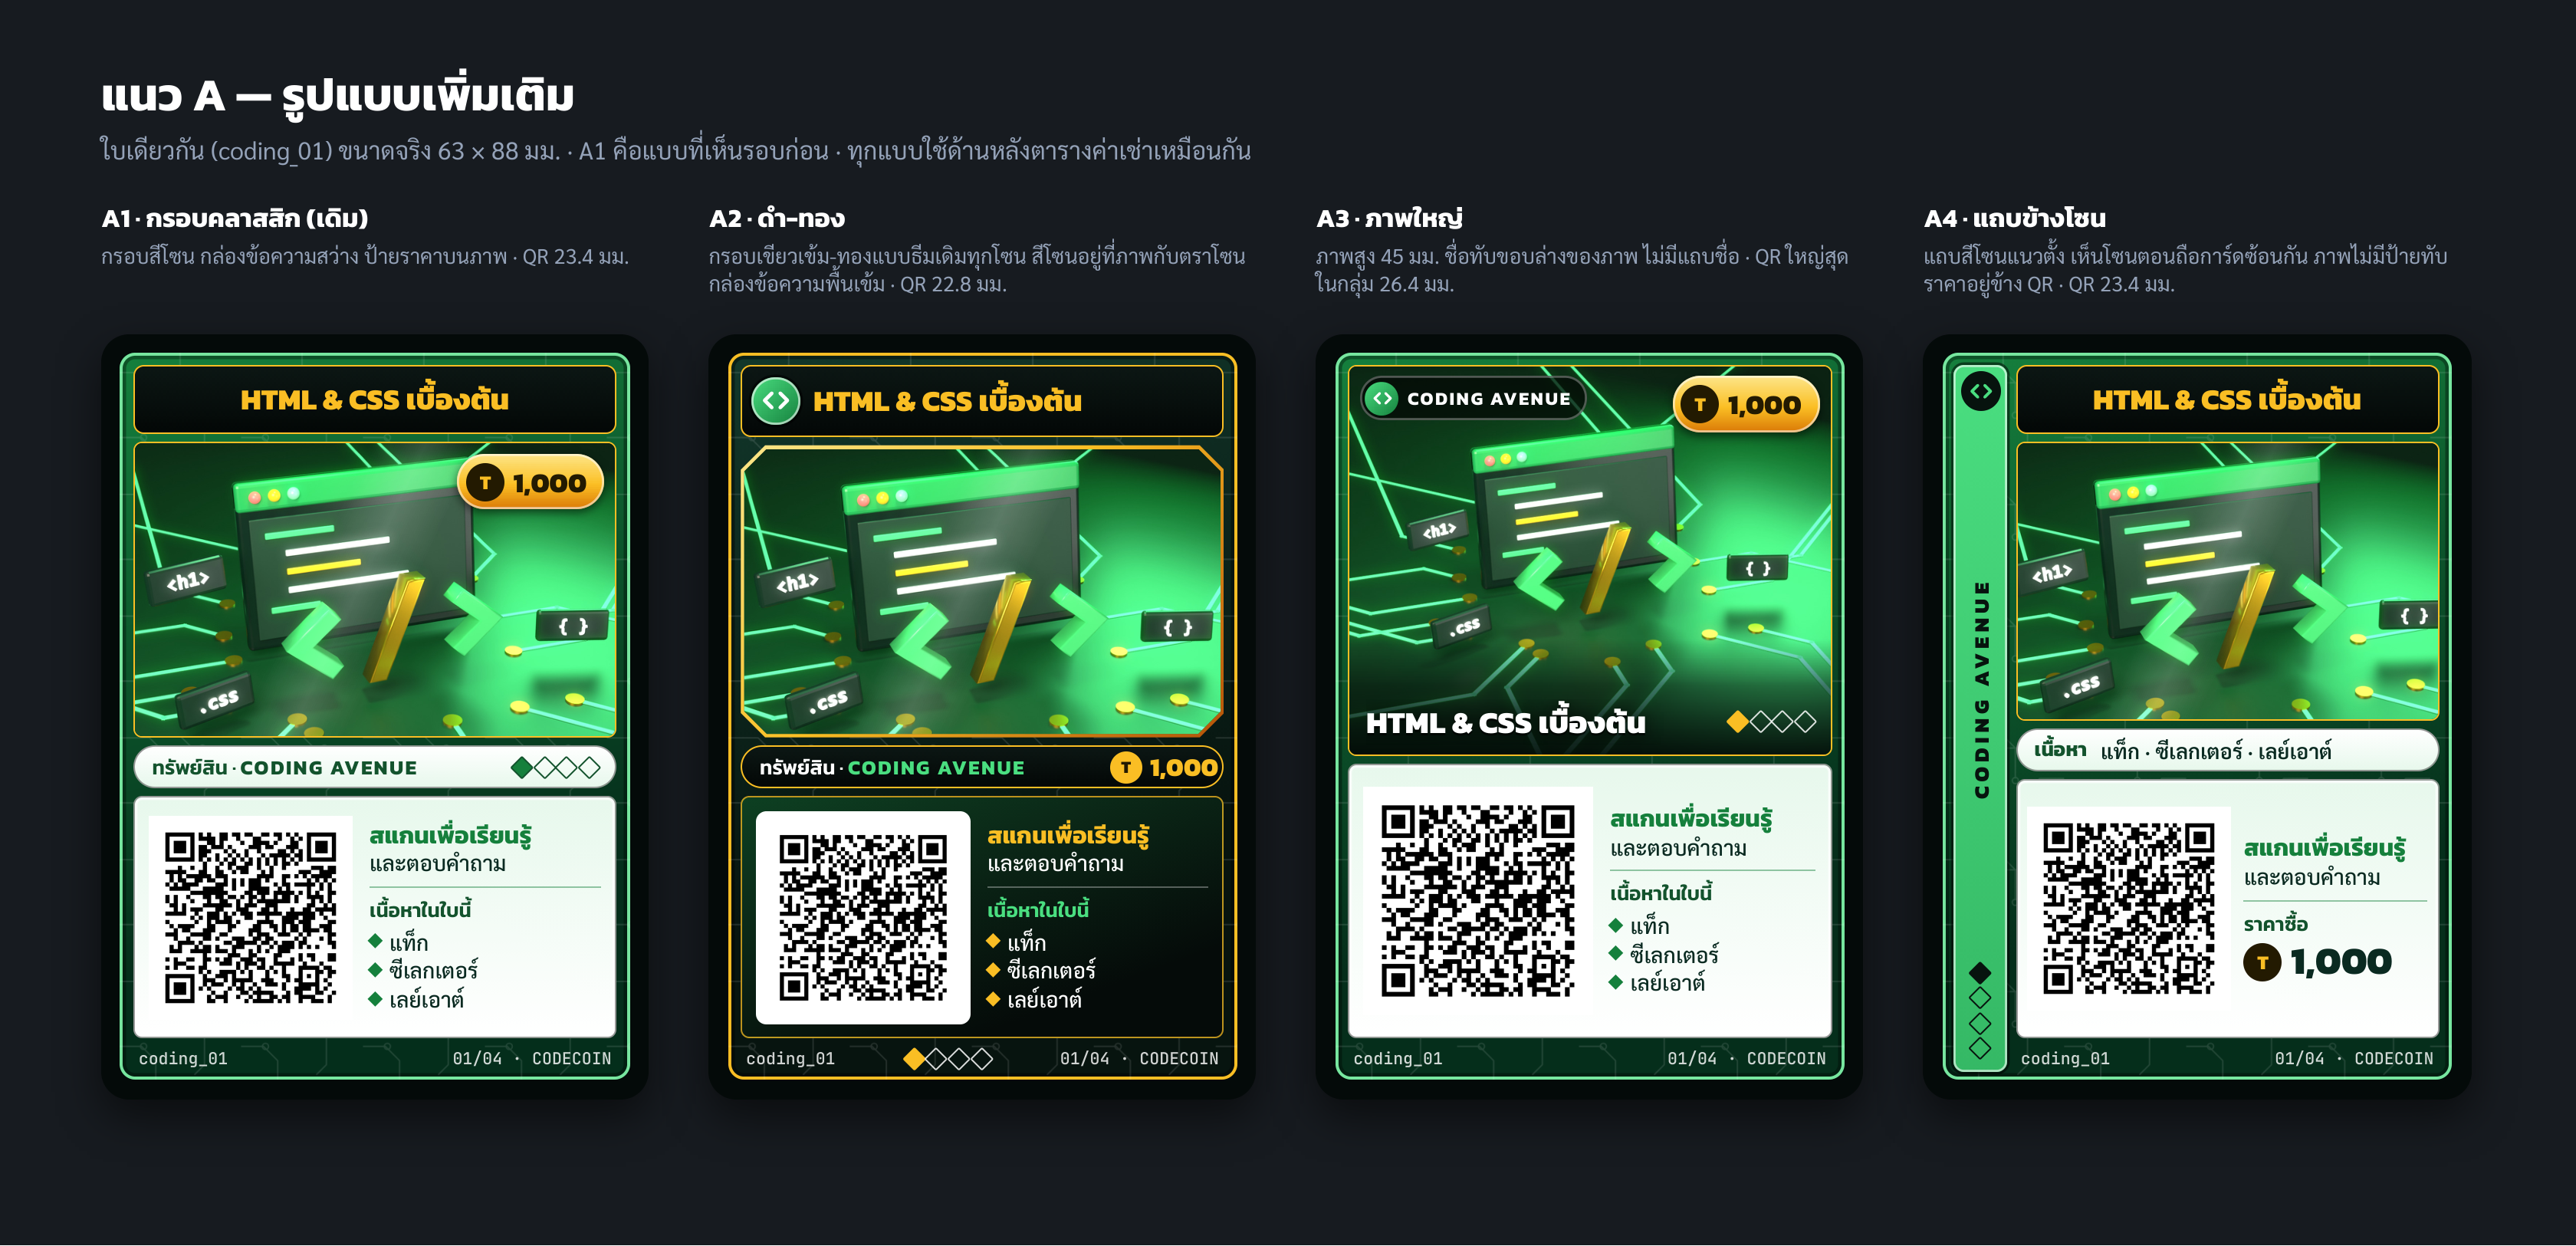 แนว A — รูปแบบเพิ่มเติม
ใบเดียวกัน (coding_01) ขนาดจริง 63 × 88 มม. · A1 คือแบบที่เห็นรอบก่อน · ทุกแบบใช้ด้านหลังตารางค่าเช่าเหมือนกัน
A1 · กรอบคลาสสิก (เดิม)
กรอบสีโซน กล่องข้อความสว่าง ป้ายราคาบนภาพ · QR 23.4 มม.
HTML & CSS เบื้องต้น
T 1,000
<h1>
{ }
.css
ทรัพย์สิน · CODING AVENUE
สแกนเพื่อเรียนรู้
และตอบคำถาม
เนื้อหาในใบนี้
แท็ก
ซีเลกเตอร์
เลย์เอาต์
coding_01
01/04 · CODECOIN
A2 · ดำ-ทอง
กรอบเขียวเข้ม-ทองแบบธีมเดิมทุกโซน สีโซนอยู่ที่ภาพกับตราโซน
กล่องข้อความพื้นเข้ม · QR 22.8 มม.
HTML & CSS เบื้องต้น
<h1>
{ }
.css
ทรัพย์สิน · CODING AVENUE
T 1,000
สแกนเพื่อเรียนรู้
และตอบคำถาม
เนื้อหาในใบนี้
แท็ก
ซีเลกเตอร์
เลย์เอาต์
coding_01
01/04 · CODECOIN
A3 · ภาพใหญ่
ภาพสูง 45 มม. ชื่อทับขอบล่างของภาพ ไม่มีแถบชื่อ · QR ใหญ่สุด
ในกลุ่ม 26.4 มม.
CODING AVENUE
T 1,000
<h1>
{ }
.css
HTML & CSS เบื้องต้น
สแกนเพื่อเรียนรู้
และตอบคำถาม
เนื้อหาในใบนี้
แท็ก
ซีเลกเตอร์
เลย์เอาต์
coding_01
01/04 · CODECOIN
A4 · แถบข้างโซน
แถบสีโซนแนวตั้ง เห็นโซนตอนถือการ์ดซ้อนกัน ภาพไม่มีป้ายทับ
ราคาอยู่ข้าง QR · QR 23.4 มม.
CODING AVENUE
HTML & CSS เบื้องต้น
<h1>
{ }
.css
เนื้อหา แท็ก · ซีเลกเตอร์ · เลย์เอาต์
สแกนเพื่อเรียนรู้
และตอบคำถาม
ราคาซื้อ
T 1,000
coding_01
01/04 · CODECOIN